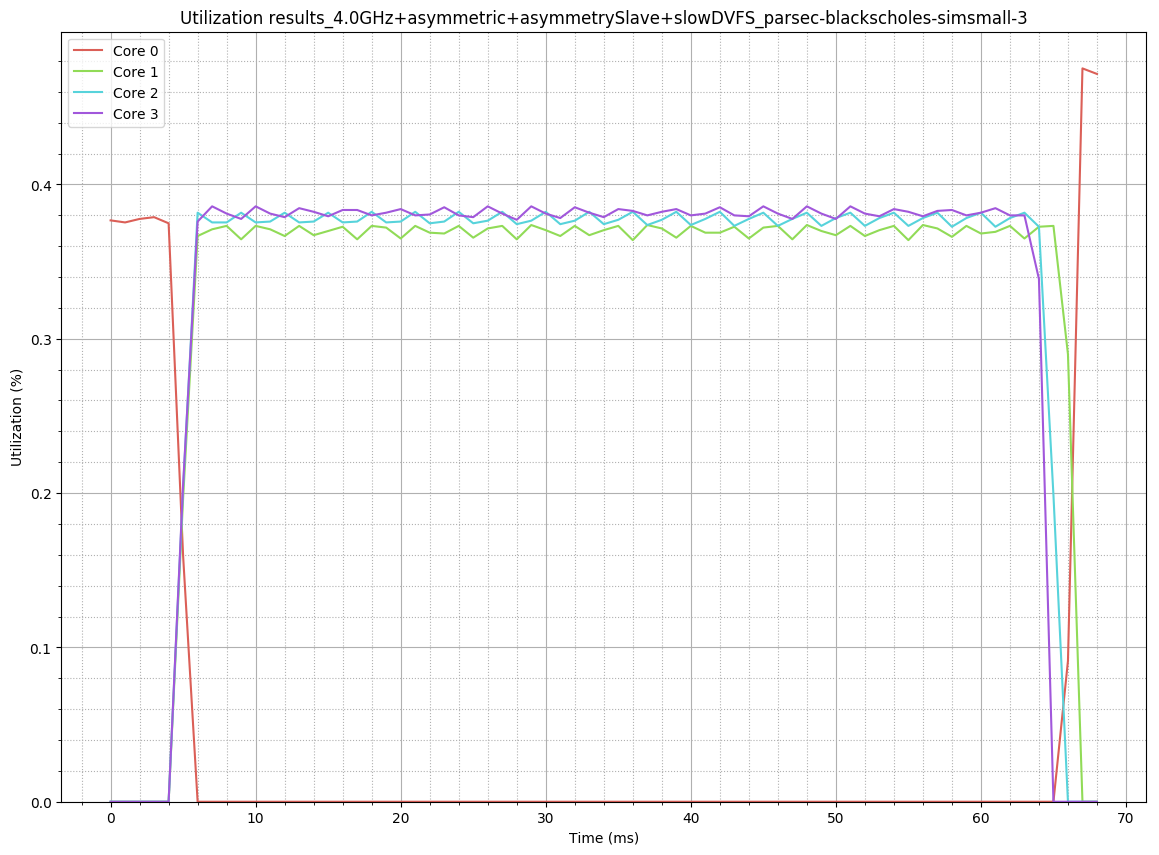 Utilization results_4.0GHz+asymmetric+asymmetrySlave+slowDVFS_parsec-blackscholes-simsmall-3
Core 0
Core 1
Core 2
Core 3
Utilization (%)
0.4
0.3
0.2
0.1
0.0
0 10 20 30 40 50 60 70
Time (ms)